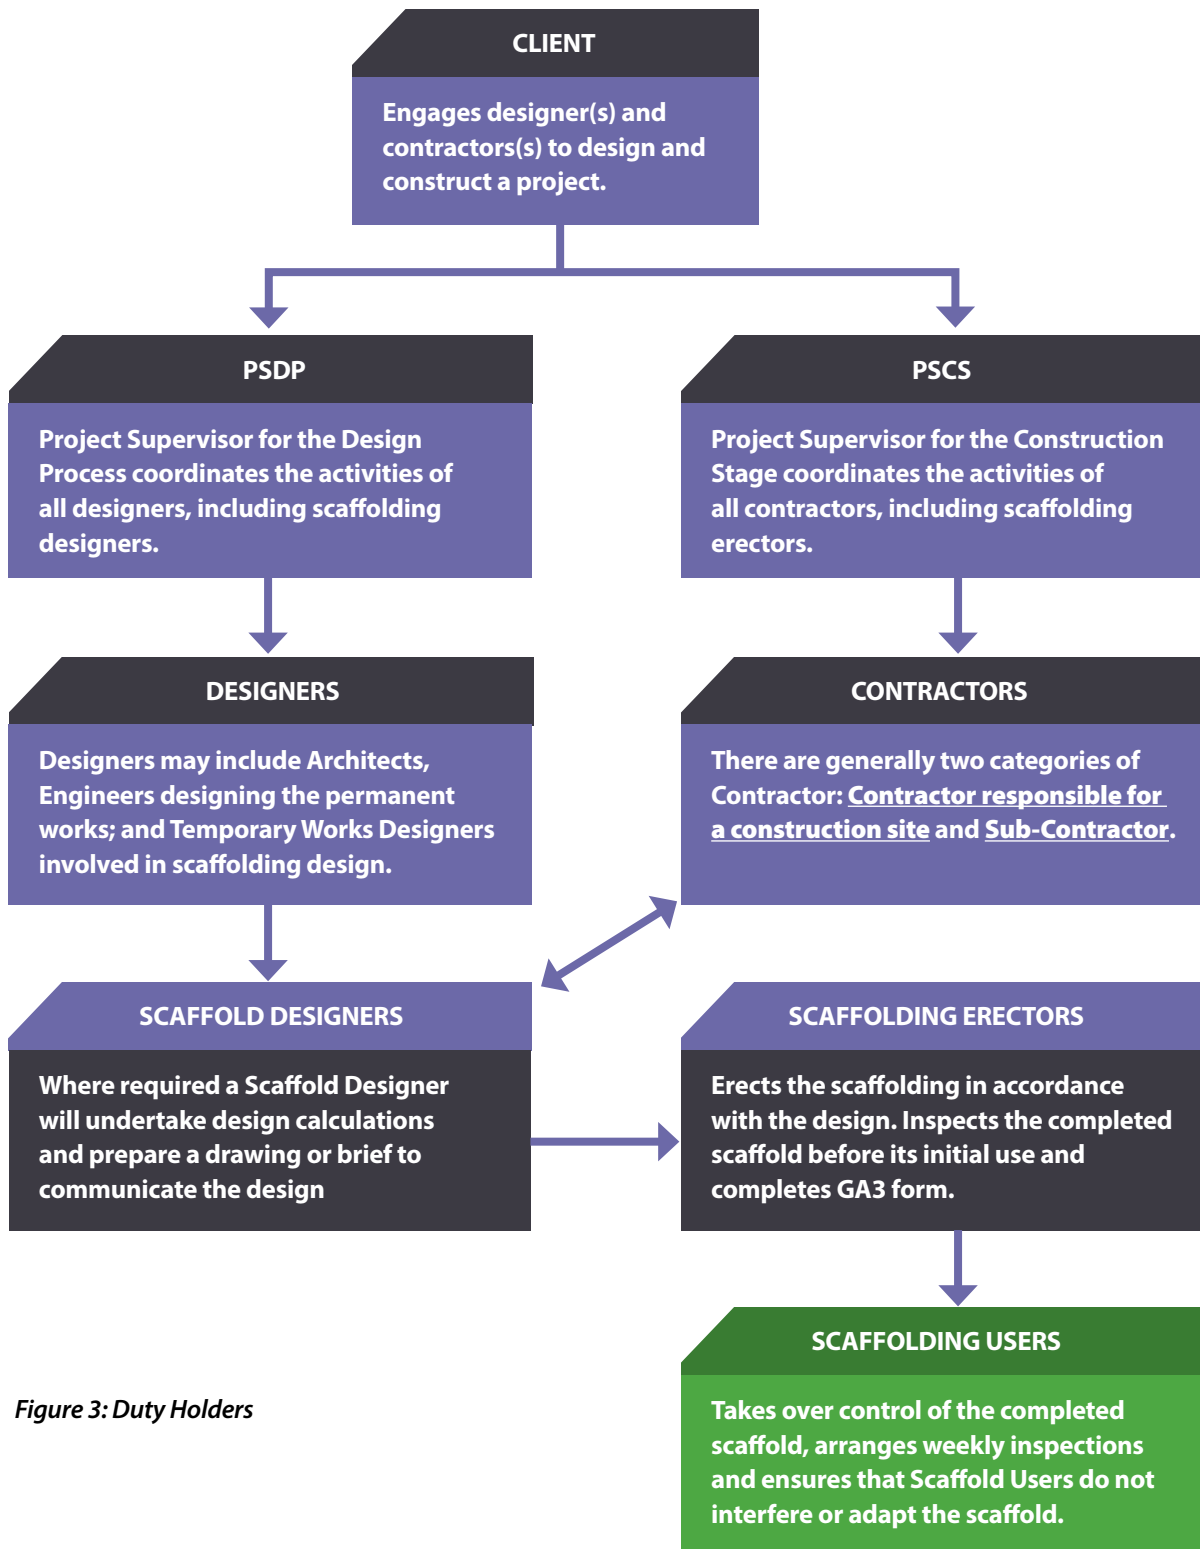 CLIENT
Engages designer(s) and
contractors(s) to design and
construct a project.
PSDP
Project Supervisor for the Design
Process coordinates the activities of
all designers, including scaffolding
designers.
PSCS
Project Supervisor for the Construction
Stage coordinates the activities of
all contractors, including scaffolding
erectors.
DESIGNERS
Designers may include Architects,
Engineers designing the permanent
works; and Temporary Works Designers
involved in scaffolding design.
CONTRACTORS
There are generally two categories of
Contractor: Contractor responsible for
a construction site and Sub-Contractor.
SCAFFOLD DESIGNERS
Where required a Scaffold Designer
will undertake design calculations
and prepare a drawing or brief to
communicate the design
SCAFFOLDING ERECTORS
Erects the scaffolding in accordance
with the design. Inspects the completed
scaffold before its initial use and
completes GA3 form.
SCAFFOLDING USERS
Takes over control of the completed
scaffold, arranges weekly inspections
and ensures that Scaffold Users do not
interfere or adapt the scaffold.
Figure 3: Duty Holders